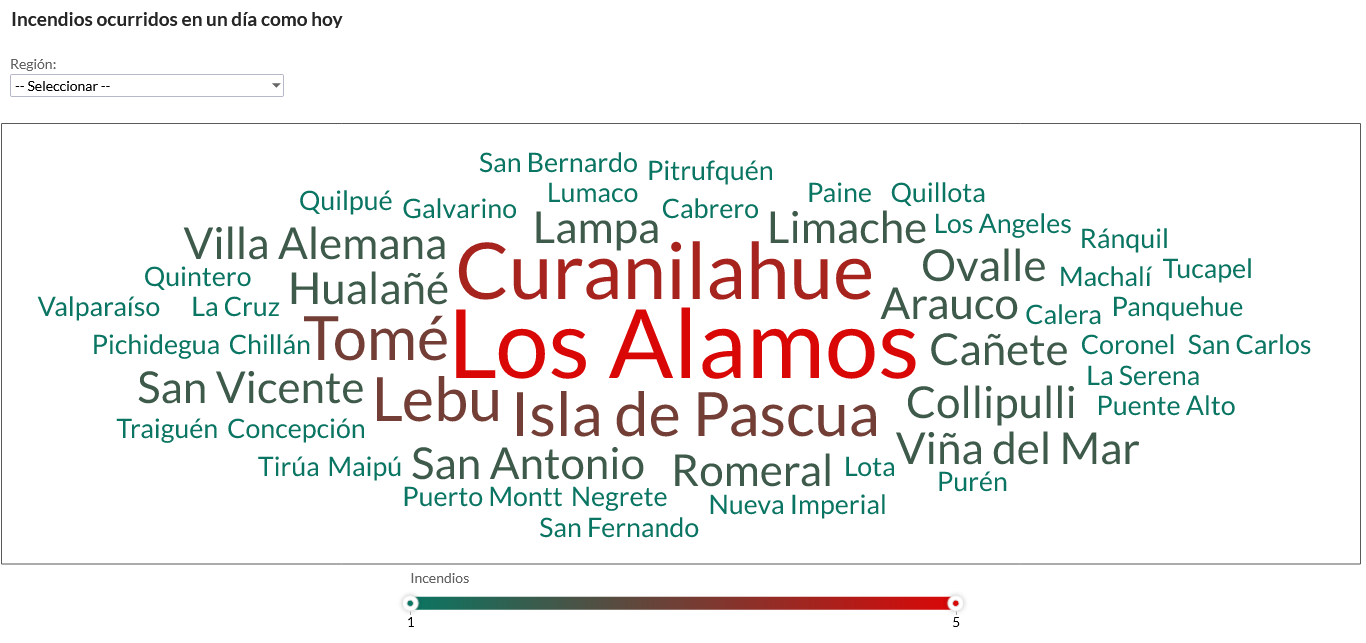 Incendios ocurridos en un día como hoy
Región:
-- Seleccionar --
San Bernardo
Pitrufquén
Quilpué
Galvarino
Lumaco
Cabrero
Paine
Quillota
Villa Alemana
Lampa
Limache
Los Angeles
Ránquil
Quintero
Hualañé
Curanilahue
Ovalle
Machalí
Tucapel
Valparaíso
La Cruz
Arauco
Calera
Panquehue
Pichidegua
Chillán
Tomé
Los Alamos
Cañete
Coronel
San Carlos
La Serena
San Vicente
Lebu
Isla de Pascua
Collipulli
Puente Alto
Traiguén
Concepción
Viña del Mar
Tirúa
Maipú
San Antonio
Romeral
Lota
Purén
Puerto Montt
Negrete
Nueva Imperial
San Fernando
Incendios
1
5